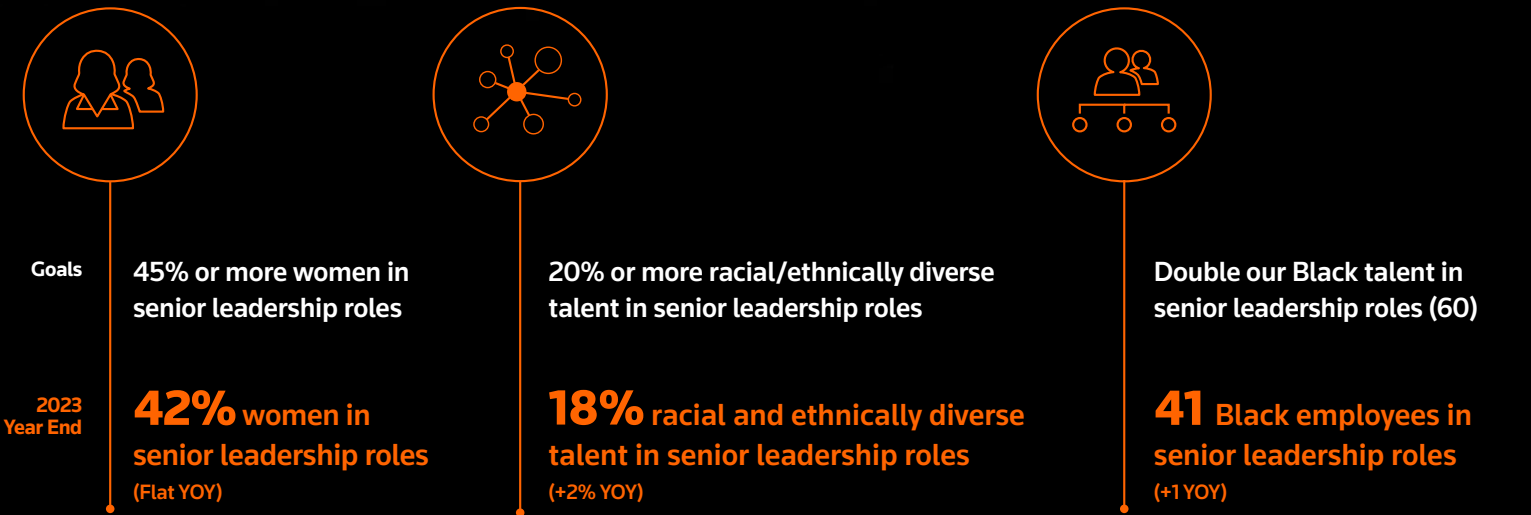 Goals
45% or more women in
senior leadership roles
20% or more racial/ethnically diverse
talent in senior leadership roles
Double our Black talent in
senior leadership roles (60)
2023
Year End
42% women in
senior leadership roles
(Flat YOY)
18% racial and ethnically diverse
talent in senior leadership roles
(+2% YOY)
41 Black employees in
senior leadership roles
(+1 YOY)